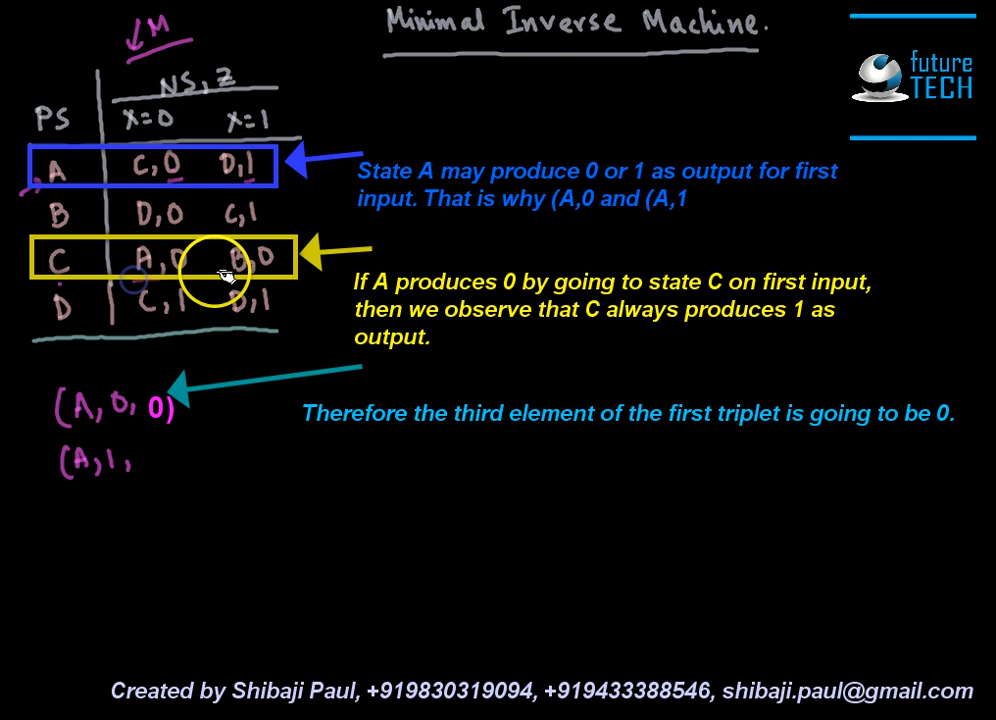 Minimal Inverse Machine.
future
TECH
M
NS, Z
PS X=0 X=1
A C,0 D,1
B D,0 C,1
C A,0 B,0
D C,1 D,1
State A may produce 0 or 1 as output for first
input. That is why (A,0 and (A,1
If A produces 0 by going to state C on first input,
then we observe that C always produces 1 as
output.
(A, 0, 0)
Therefore the third element of the first triplet is going to be 0.
(A, 1,
Created by Shibaji Paul, +919830319094, +919433388546, shibaji.paul@gmail.com